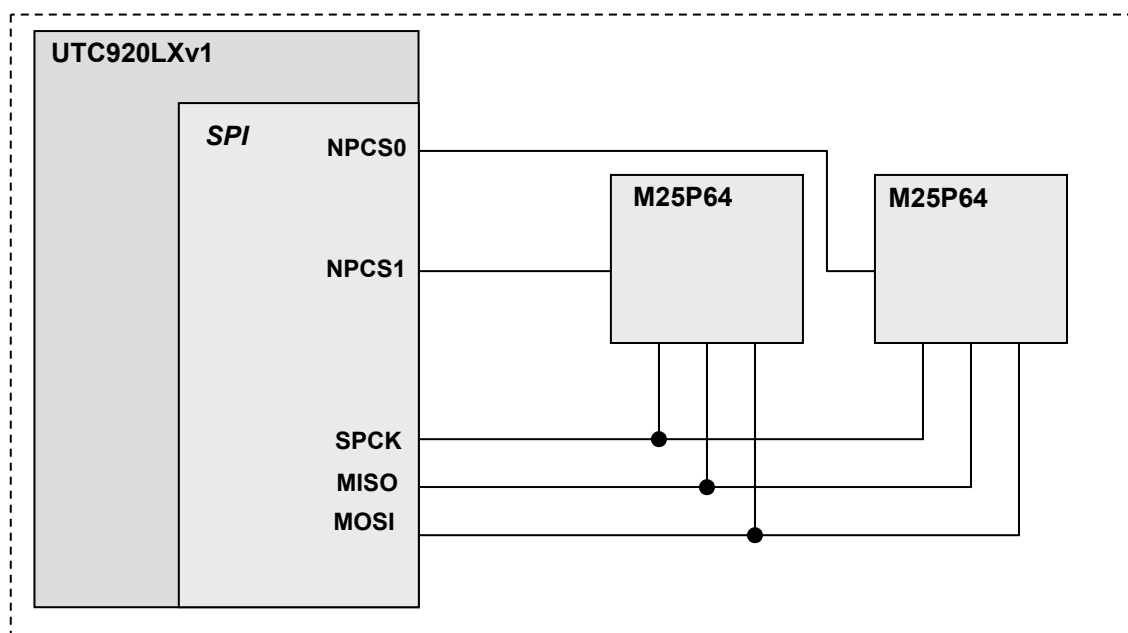 UTC920LXv1
SPI
NPCS0
M25P64
M25P64
NPCS1
SPCK
MISO
MOSI